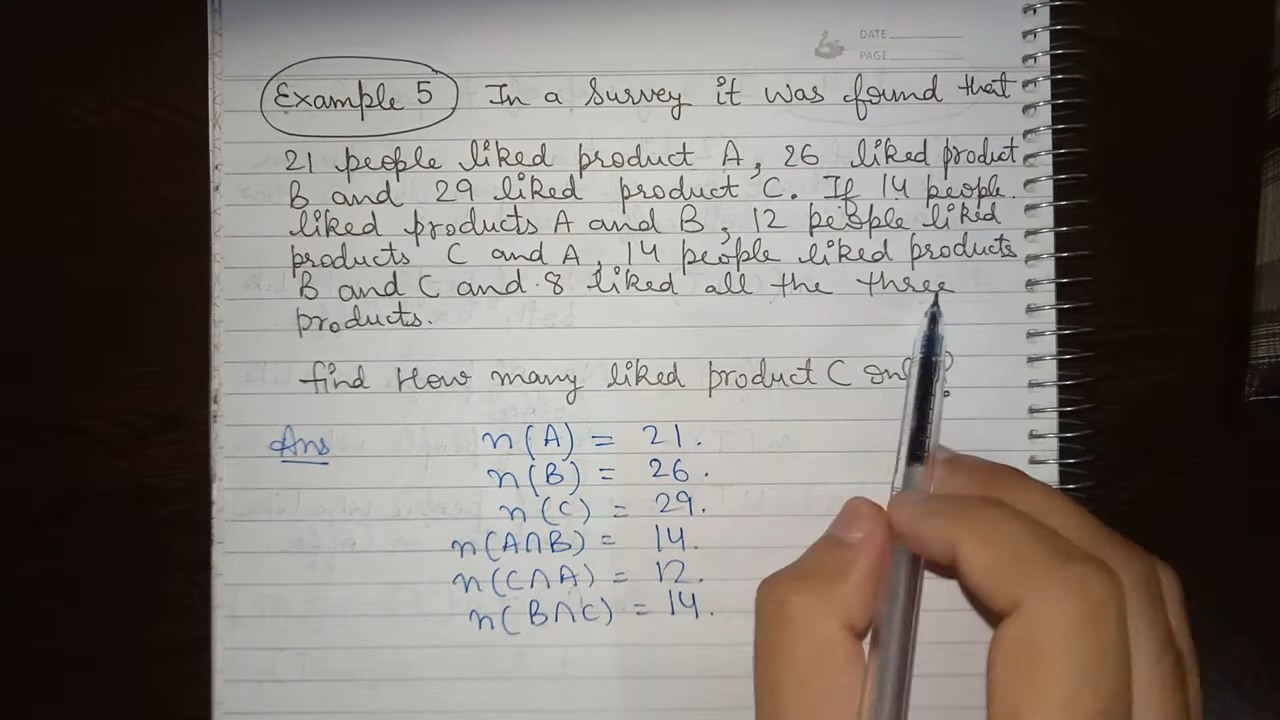 DATE
PAGE
Example 5 In a survey it was found that
21 people liked product A, 26 liked product
B and 29 liked product C. If 14 people
liked products A and B, 12 people liked
products C and A, 14 people liked products
B and C and 8 liked all the three
products.
find How many liked product C
Ans n(A) = 21.
n(B) = 26.
n(C) = 29.
n(A∩B) = 14.
n(C∩A) = 12.
n(B∩C) = 14.